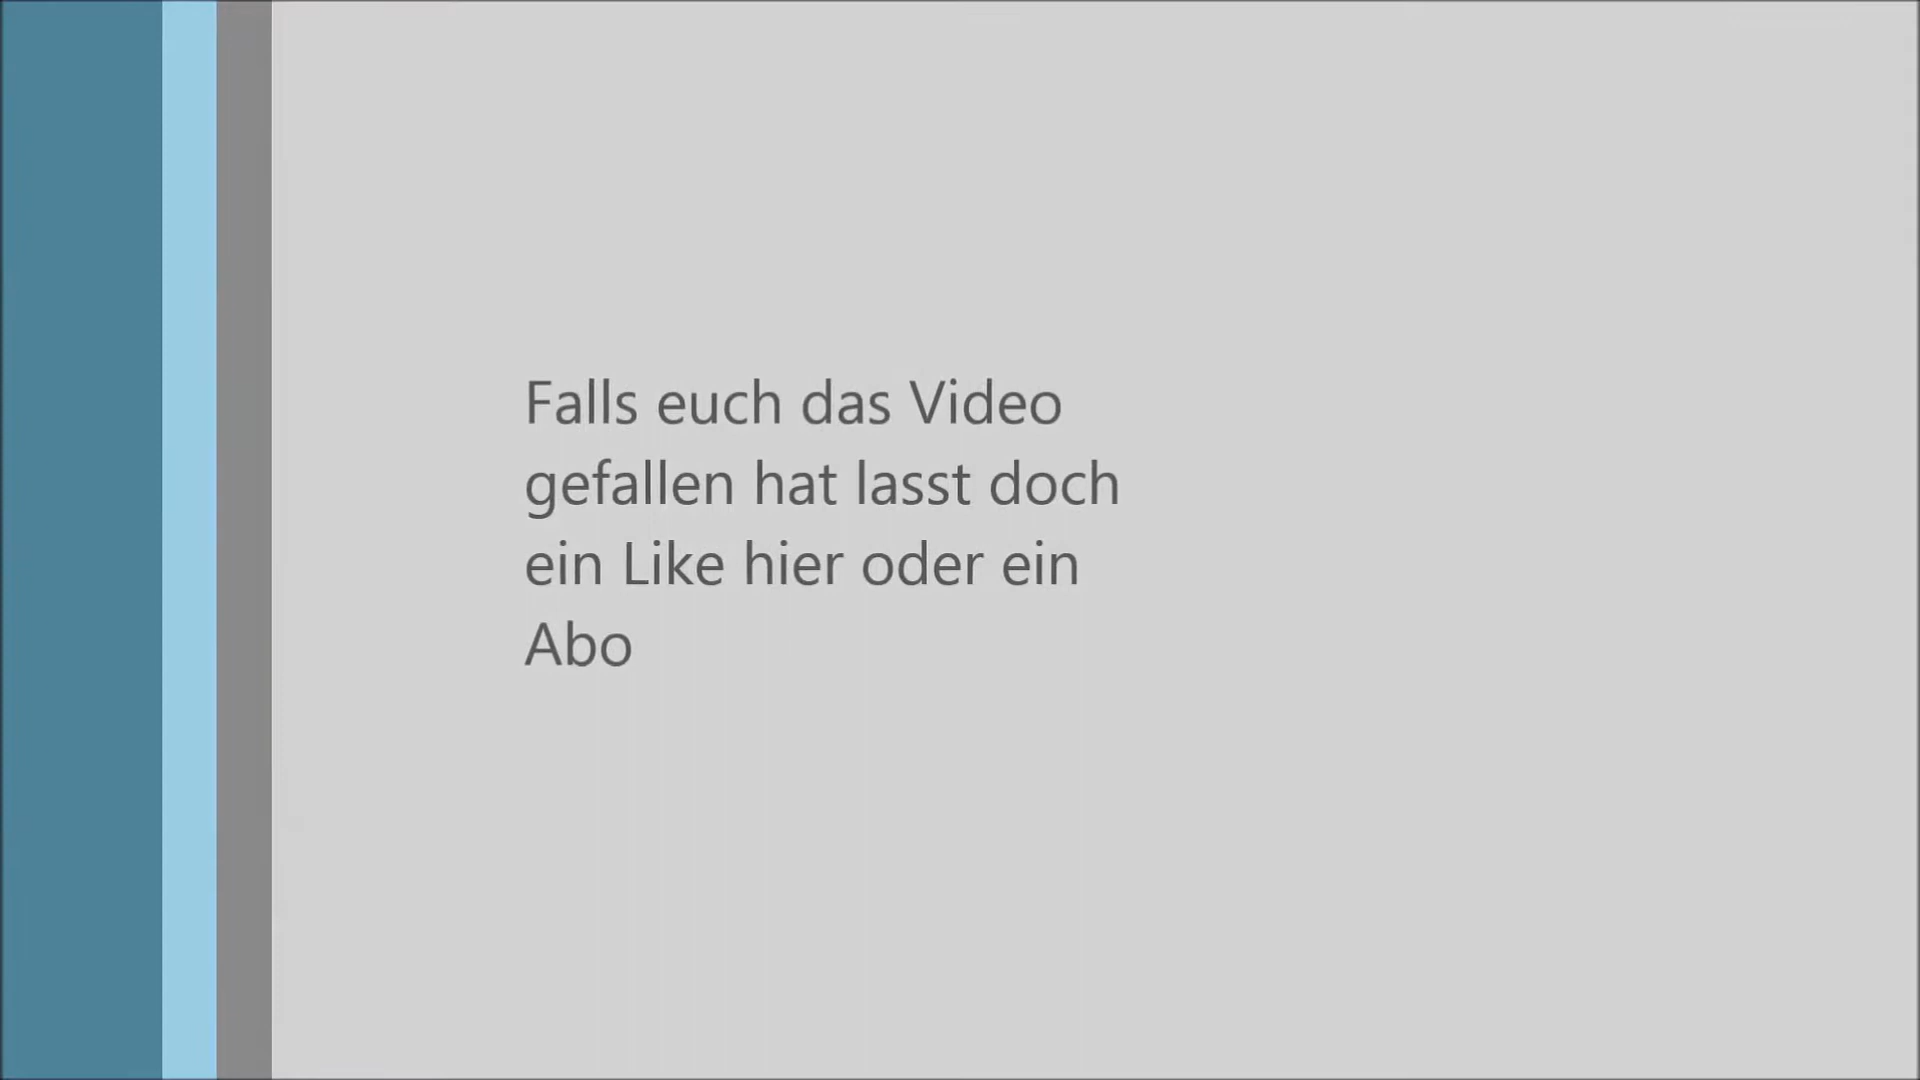 Falls euch das Video
gefallen hat lasst doch
ein Like hier oder ein
Abo